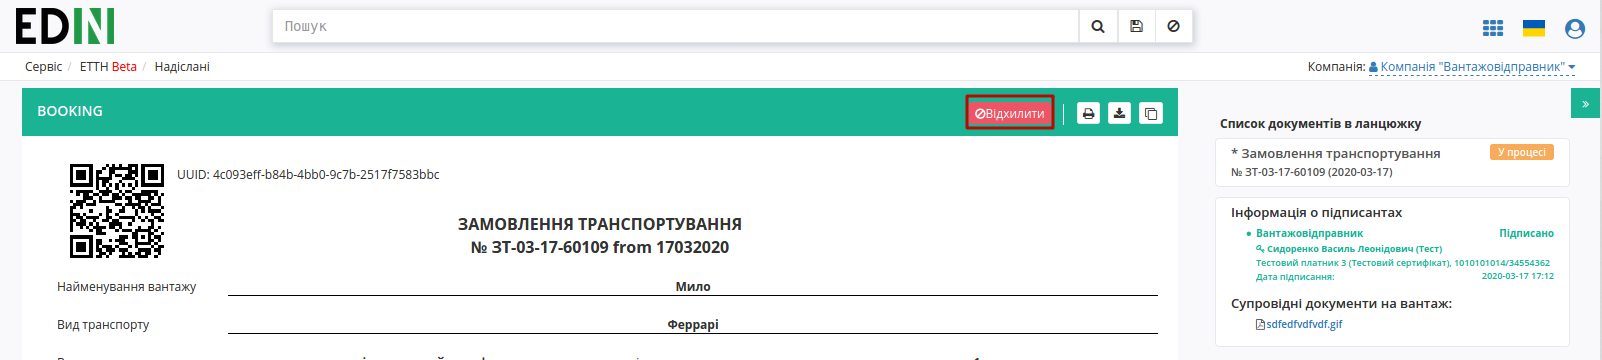 EDIN
Пошук
Сервіс / ЕТТН Beta / Надіслані
Компанія: Компанія "Вантажовідправник"
BOOKING
Відхилити
»
UUID: 4c093eff-b84b-4bb0-9c7b-2517f7583bbc
ЗАМОВЛЕННЯ ТРАНСПОРТУВАННЯ
№ ЗТ-03-17-60109 from 17032020
Найменування вантажу Мило
Вид транспорту Феррарі
Список документів в ланцюжку
* Замовлення транспортування У процесі
№ ЗТ-03-17-60109 (2020-03-17)
Інформація о підписантах
• Вантажовідправник Підписано
Сидоренко Василь Леонідович (Тест)
Тестовий платник 3 (Тестовий сертифікат), 1010101014/34554362
Дата підписання: 2020-03-17 17:12
Супровідні документи на вантаж:
sdfedfvdfvdf.gif